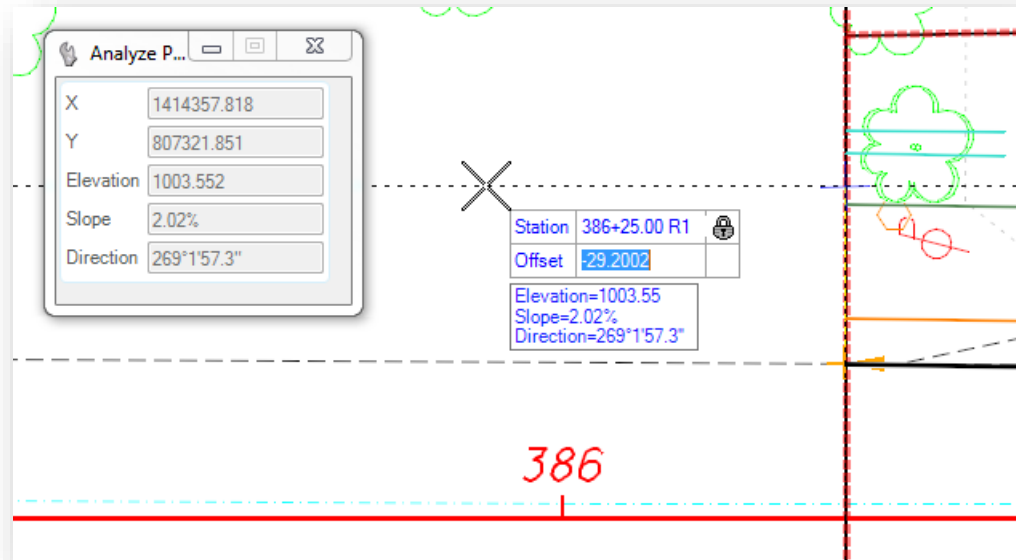 Analyze P...
X 1414357.818
Y 807321.851
Elevation 1003.552
Slope 2.02%
Direction 269°1'57.3"
Station 386+25.00 R1
Offset -29.2002
Elevation=1003.55
Slope=2.02%
Direction=269°1'57.3"
386